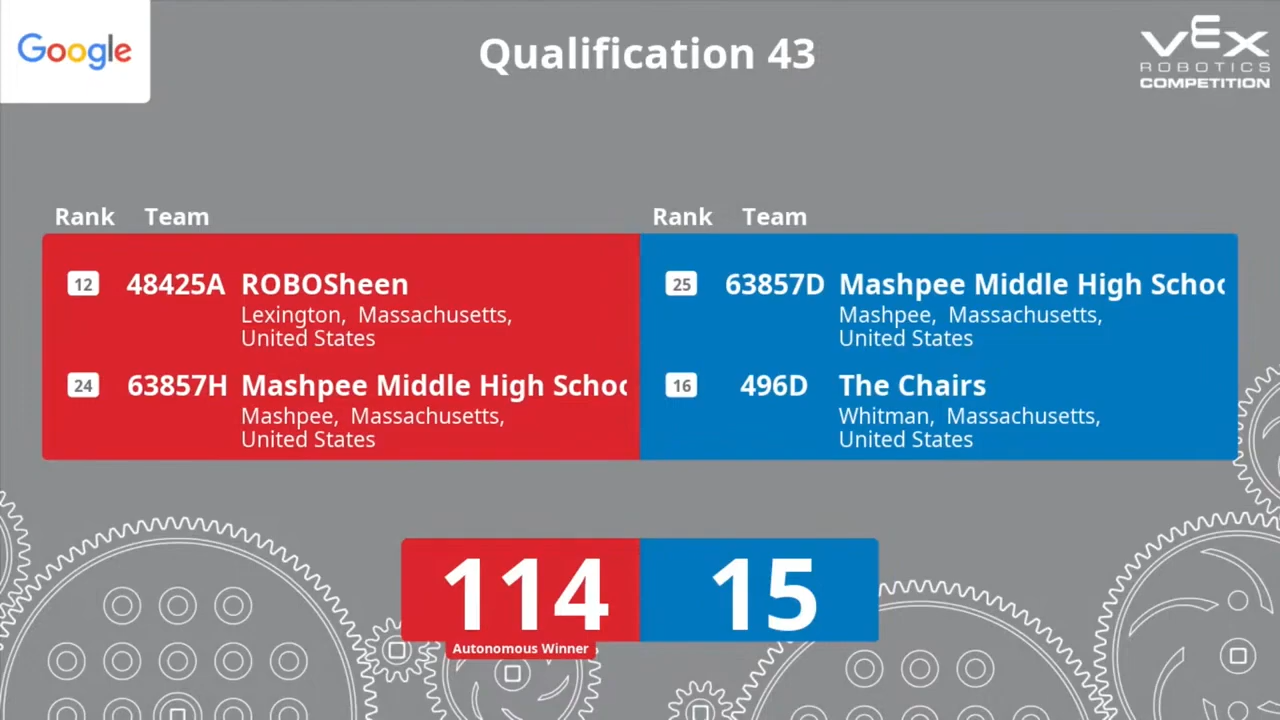 Google
Qualification 43
VEX
ROBOTICS
COMPETITION
Rank Team
Rank Team
12 48425A ROBOSheen
Lexington, Massachusetts,
United States
24 63857H Mashpee Middle High Schoo
Mashpee, Massachusetts,
United States
25 63857D Mashpee Middle High Schoo
Mashpee, Massachusetts,
United States
16 496D The Chairs
Whitman, Massachusetts,
United States
114 15
Autonomous Winner